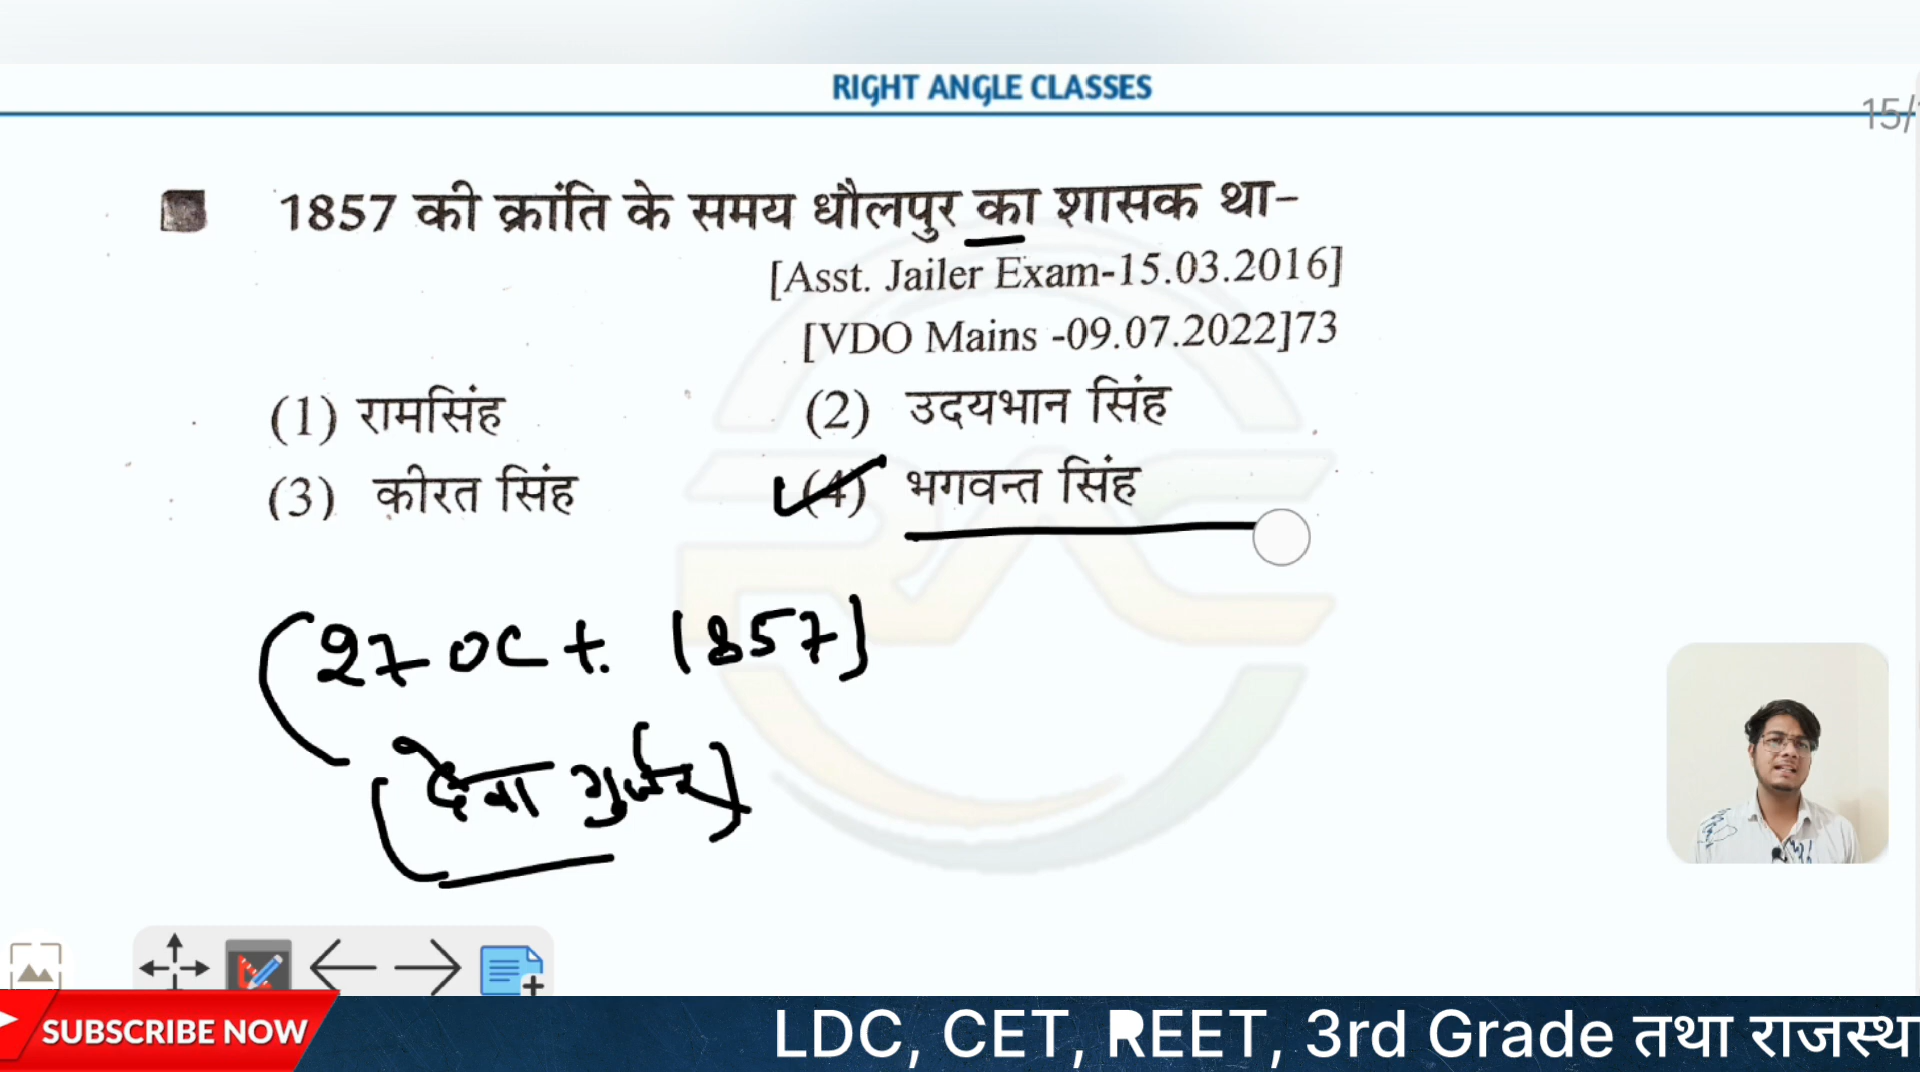 RIGHT ANGLE CLASSES
15/
1857 की क्रांति के समय धौलपुर का शासक था-
[Asst. Jailer Exam-15.03.2016]
[VDO Mains -09.07.2022]73
(1) रामसिंह
(2) उदयभान सिंह
(3) कीरत सिंह
(4) भगवन्त सिंह
(27 oct. 1857)
(देवा गुर्जर)
SUBSCRIBE NOW
LDC, CET, REET, 3rd Grade तथा राजस्था